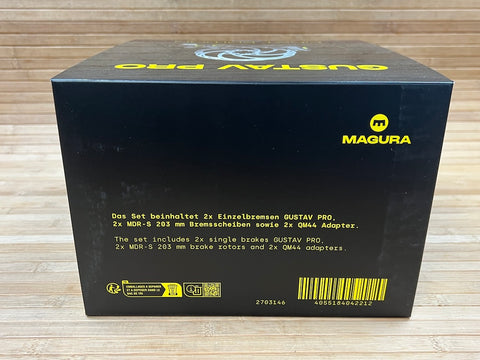 GUSTAV PRO
MAGURA
Das Set beinhaltet 2x Einzelbremsen GUSTAV PRO,
2x MDR-S 203 mm Bremsscheiben sowie 2x QM44 Adapter.
The set includes 2x single brakes GUSTAV PRO,
2x MDR-S 203 mm brake rotors and 2x QM44 adapters.
2703146
4055184042212